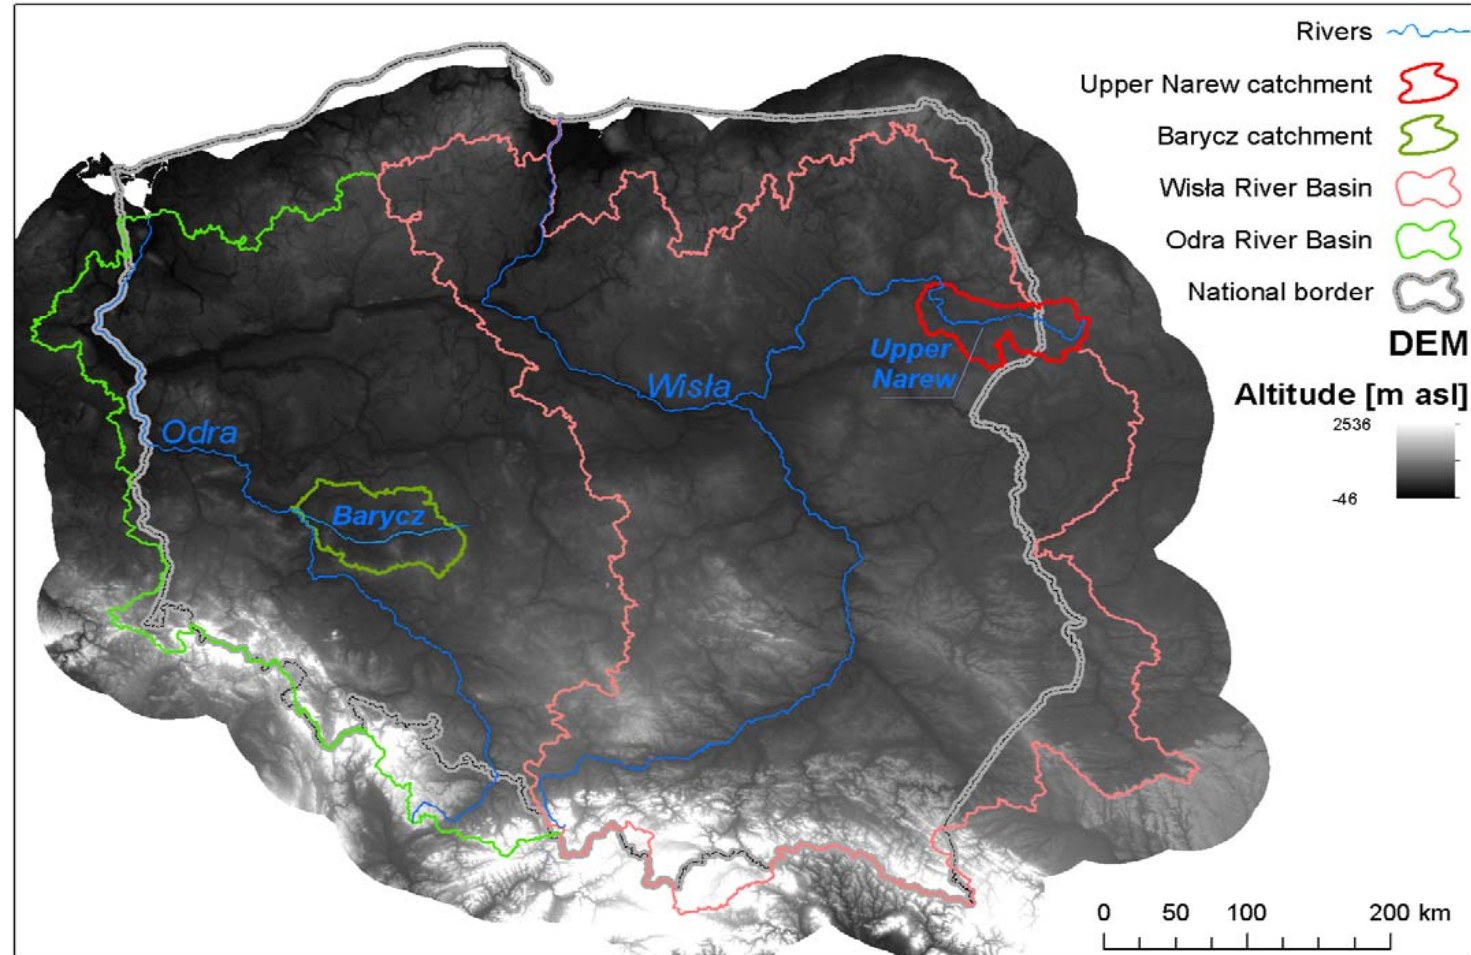 Rivers
Upper Narew catchment
Barycz catchment
Wisła River Basin
Odra River Basin
National border
DEM
Altitude [m asl]
2536
-46
Upper
Narew
Wisła
Odra
Barycz
0 50 100 200 km